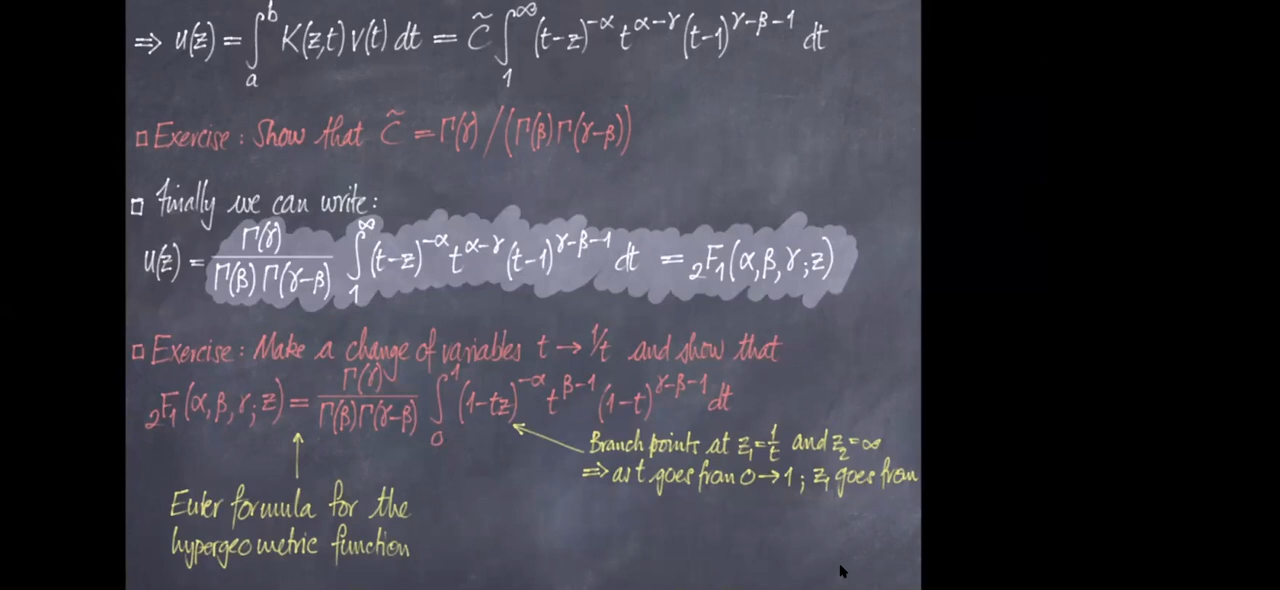 ⇒ u(z) = ∫_a^b K(z,t) v(t) dt = C̃ ∫_1^∞ (t-z)^{-α} t^{α-γ} (t-1)^{γ-β-1} dt
□ Exercise: Show that C̃ = Γ(γ) / (Γ(β)Γ(γ-β))
□ Finally we can write:
u(z) = Γ(γ) / Γ(β)Γ(γ-β) ∫_1^∞ (t-z)^{-α} t^{α-γ} (t-1)^{γ-β-1} dt = ₂F₁(α,β,γ;z)
□ Exercise: Make a change of variables t → 1/t and show that
₂F₁(α,β,γ;z) = Γ(γ) / Γ(β)Γ(γ-β) ∫_0^1 (1-tz)^{-α} t^{β-1} (1-t)^{γ-β-1} dt
Branch points at z₁=1/t and z₂=∞
⇒ as t goes from 0→1; z₁ goes from
Euler formula for the
hypergeometric function